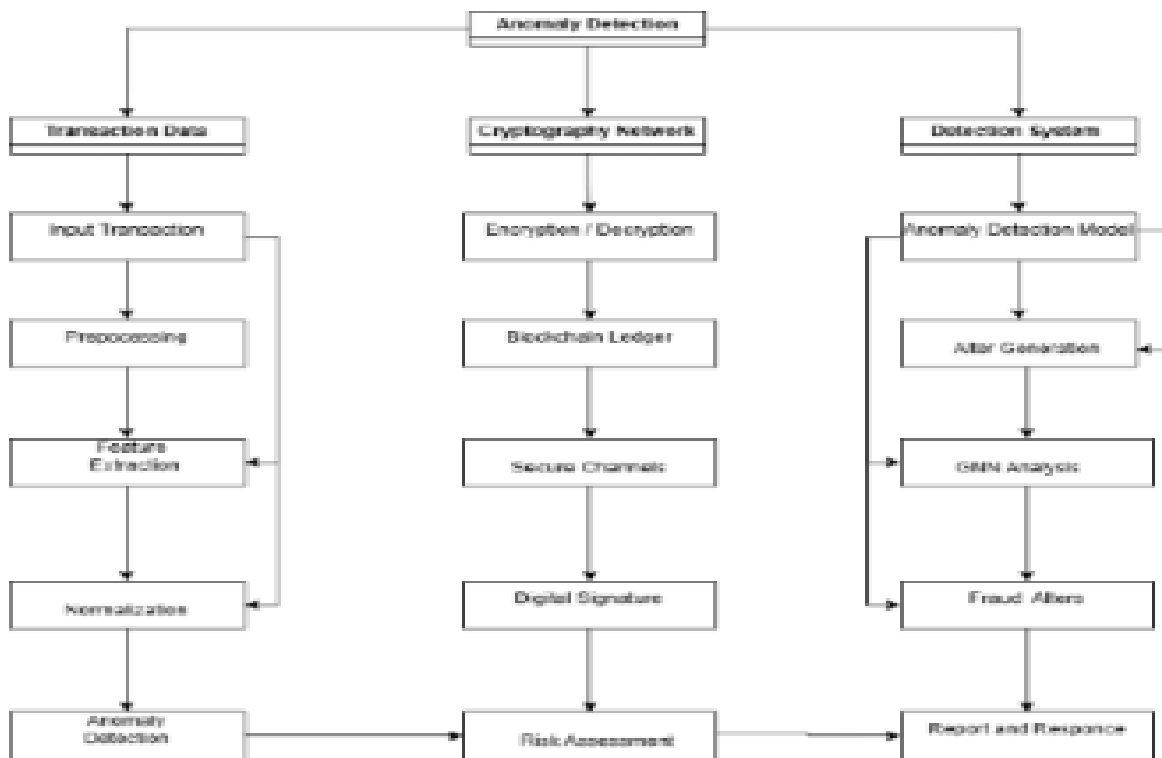 Anomaly Detection
Transaction Data
Cryptography Network
Detection System
Input Transaction
Encryption / Decryption
Anomaly Detection Model
Prepocessing
Blockchain Ledger
Alter Generation
Feature
Extraction
Secure Channels
GNN Analysis
Normalization
Digital Signature
Fraud Alters
Anomaly
Detection
Risk Assessment
Report and Responce